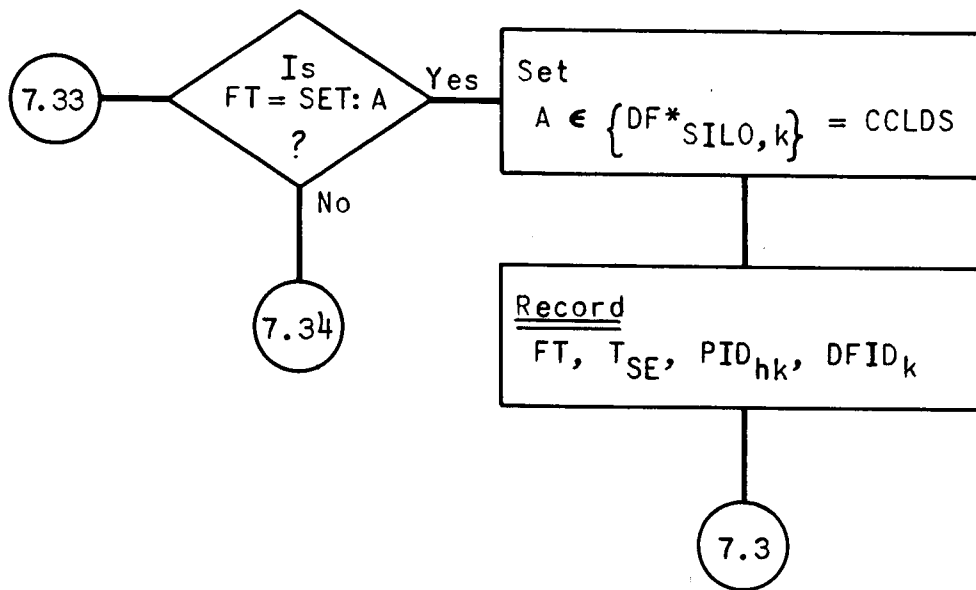 7.33
Is
FT = SET: A
?
Yes
No
7.34
Set
A ϵ {DF*SILO,k} = CCLDS
Record
FT, TSE, PIDhk, DFIDk
7.3